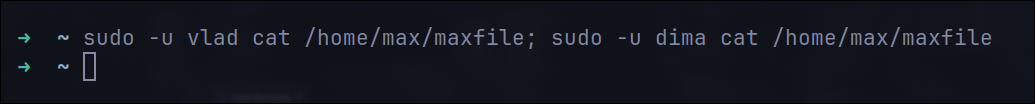 ➜ ~ sudo -u vlad cat /home/max/maxfile; sudo -u dima cat /home/max/maxfile
➜ ~